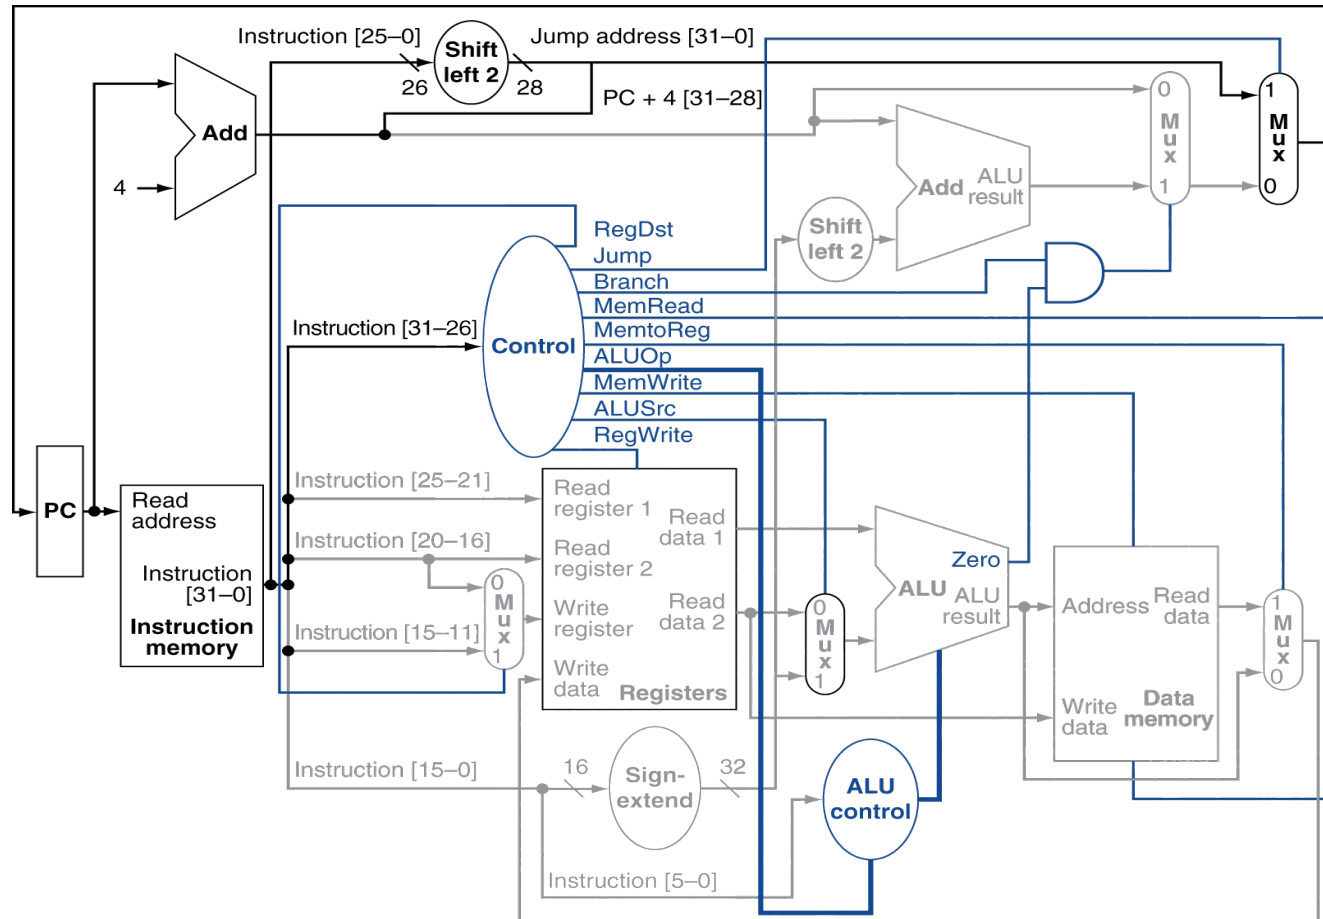 Instruction [25–0]
Shift
left 2
Jump address [31–0]
26
28
PC + 4 [31–28]
Add
4
0
M
u
x
1
1
M
u
x
0
Add
ALU
result
Shift
left 2
RegDst
Jump
Branch
MemRead
MemtoReg
ALUOp
MemWrite
ALUSrc
RegWrite
Instruction [31–26]
Control
PC
Read
address
Instruction
[31–0]
Instruction
memory
Instruction [25–21]
Instruction [20–16]
Instruction [15–11]
0
M
u
x
1
Read
register 1
Read
register 2
Write
register
Write
data
Read
data 1
Read
data 2
Registers
0
M
u
x
1
Zero
ALU
ALU
result
Address
Read
data
Write
data
Data
memory
1
M
u
x
0
Instruction [15–0]
16
Sign-
extend
32
ALU
control
Instruction [5–0]